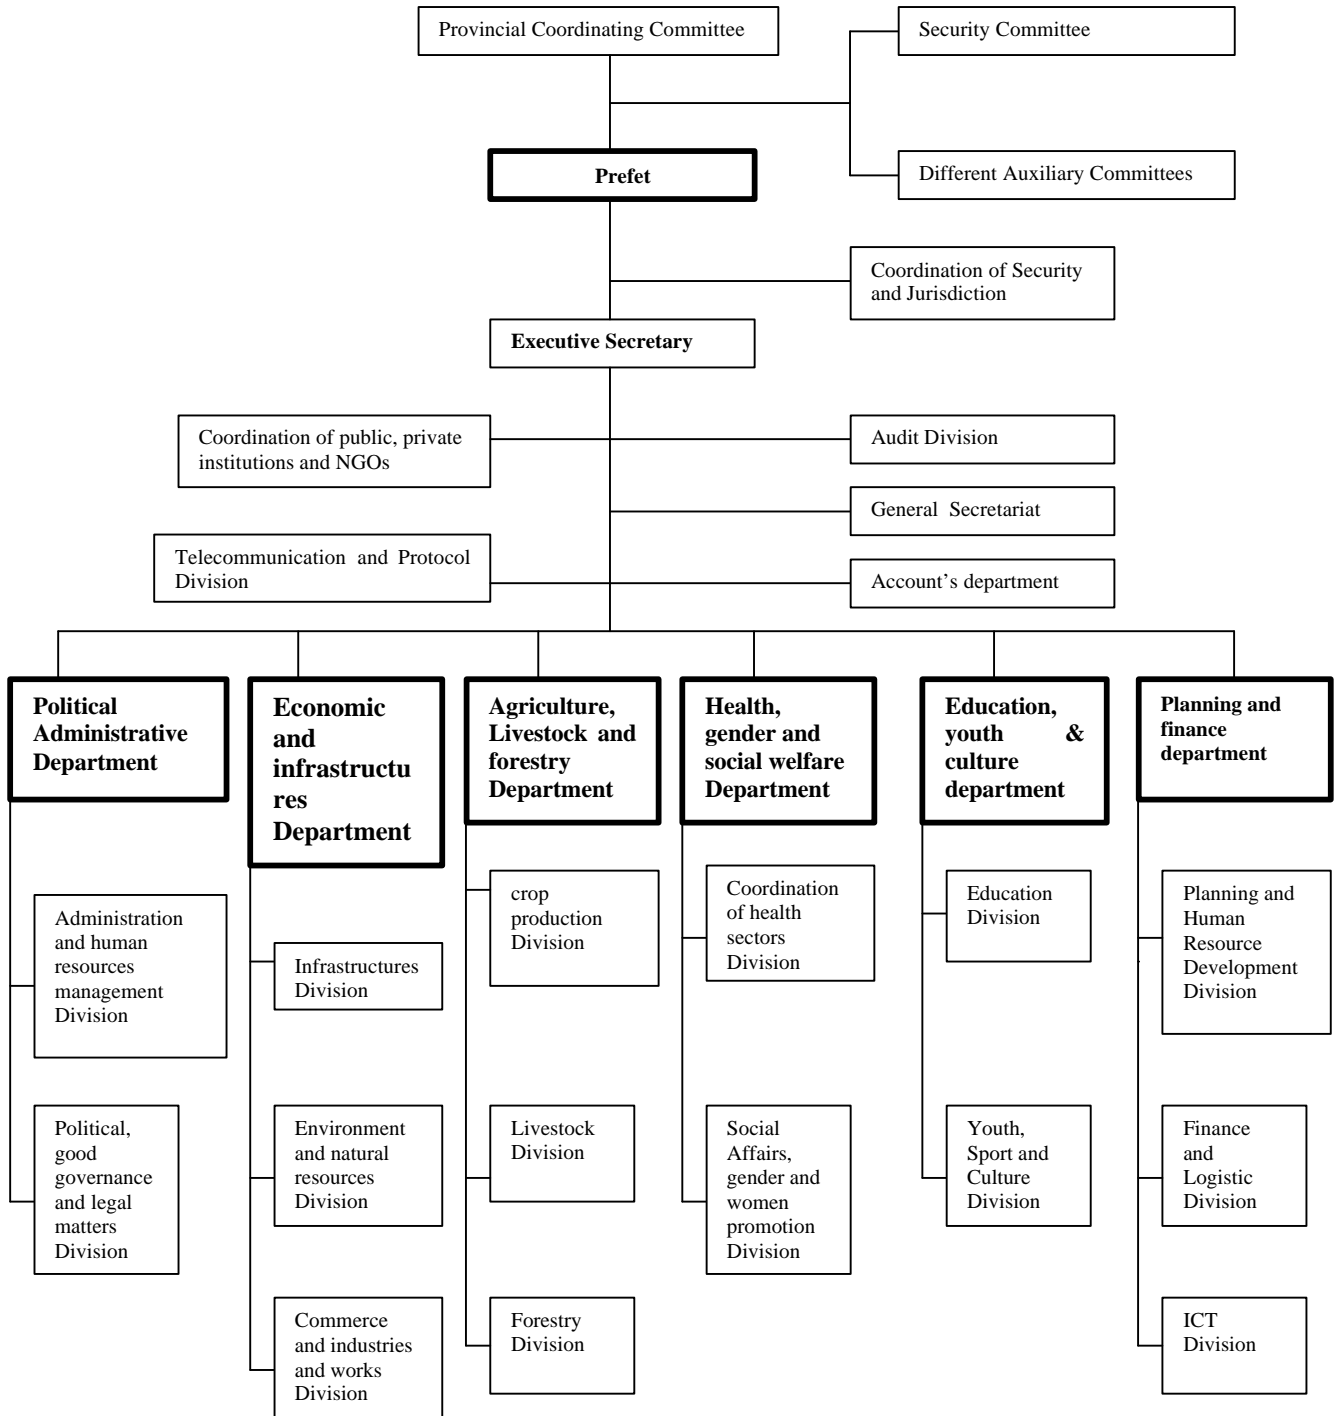 Provincial Coordinating Committee
Security Committee
Different Auxiliary Committees
Prefet
Coordination of Security
and Jurisdiction
Executive Secretary
Coordination of public, private
institutions and NGOs
Audit Division
General Secretariat
Telecommunication and Protocol
Division
Account’s department
Political
Administrative
Department
Economic
and
infrastructu
res
Department
Agriculture,
Livestock and
forestry
Department
Health,
gender and
social welfare
Department
Education,
youth &
culture
department
Planning and
finance
department
Administration
and human
resources
management
Division
Political,
good
governance
and legal
matters
Division
Infrastructures
Division
Environment
and natural
resources
Division
Commerce
and industries
and works
Division
crop
production
Division
Livestock
Division
Forestry
Division
Coordination
of health
sectors
Division
Social
Affairs,
gender and
women
promotion
Division
Education
Division
Youth,
Sport and
Culture
Division
Planning and
Human
Resource
Development
Division
Finance
and
Logistic
Division
ICT
Division